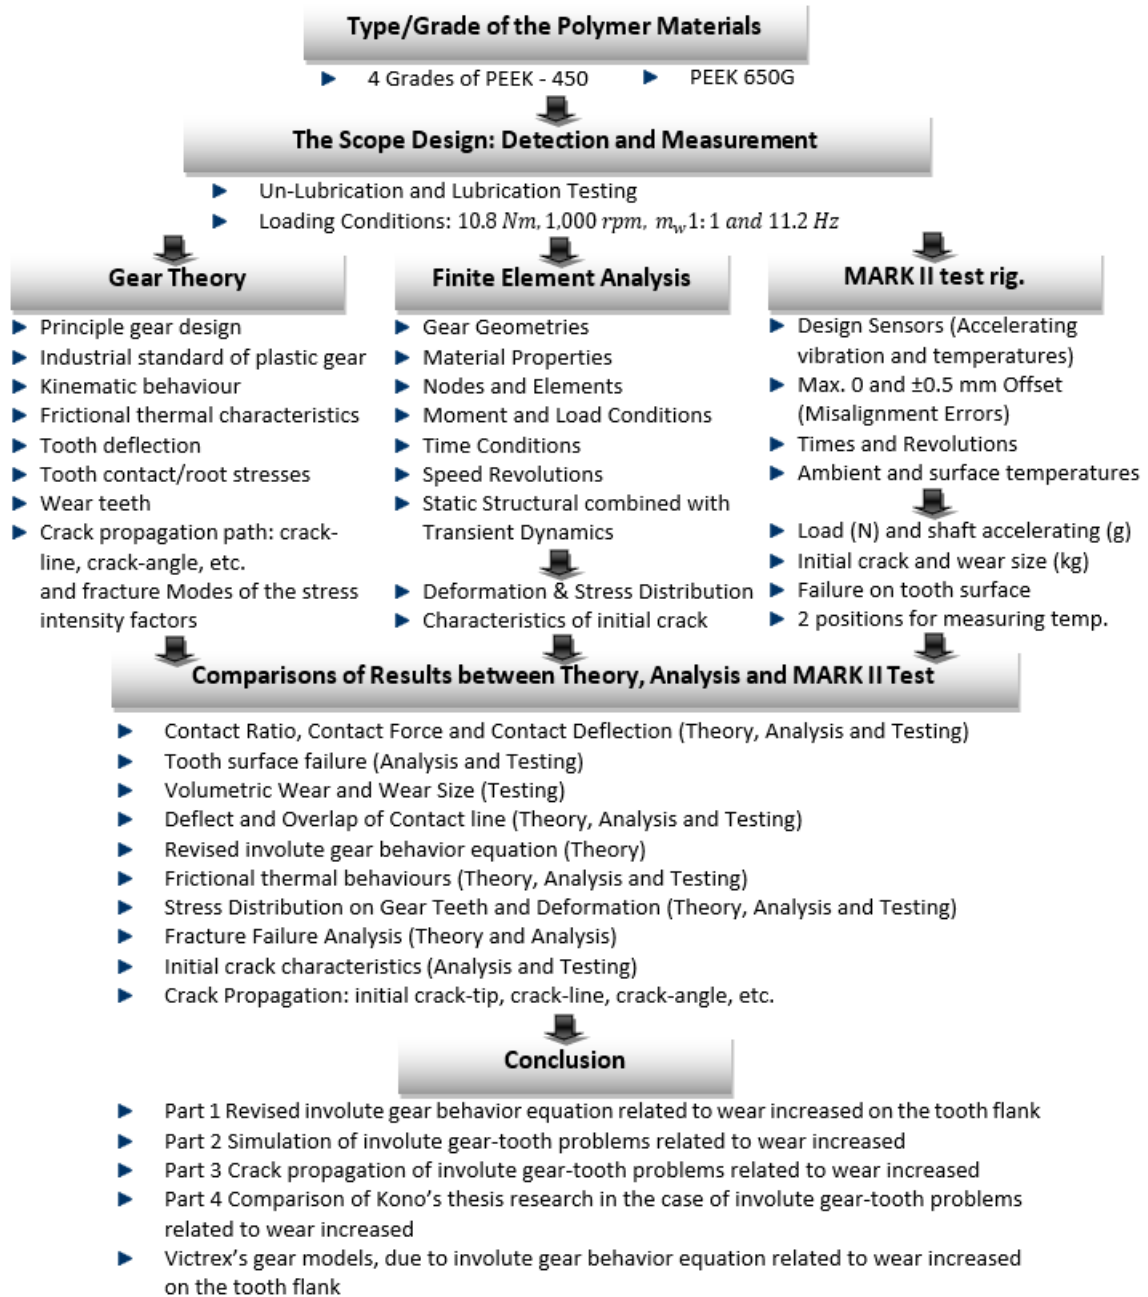 Type/Grade of the Polymer Materials
4 Grades of PEEK - 450
PEEK 650G
The Scope Design: Detection and Measurement
Un-Lubrication and Lubrication Testing
Loading Conditions: 10.8 Nm, 1,000 rpm, m_w 1: 1 and 11.2 Hz
Gear Theory
Principle gear design
Industrial standard of plastic gear
Kinematic behaviour
Frictional thermal characteristics
Tooth deflection
Tooth contact/root stresses
Wear teeth
Crack propagation path: crack-
line, crack-angle, etc.
and fracture Modes of the stress
intensity factors
Finite Element Analysis
Gear Geometries
Material Properties
Nodes and Elements
Moment and Load Conditions
Time Conditions
Speed Revolutions
Static Structural combined with
Transient Dynamics
Deformation & Stress Distribution
Characteristics of initial crack
MARK II test rig.
Design Sensors (Accelerating
vibration and temperatures)
Max. 0 and ±0.5 mm Offset
(Misalignment Errors)
Times and Revolutions
Ambient and surface temperatures
Load (N) and shaft accelerating (g)
Initial crack and wear size (kg)
Failure on tooth surface
2 positions for measuring temp.
Comparisons of Results between Theory, Analysis and MARK II Test
Contact Ratio, Contact Force and Contact Deflection (Theory, Analysis and Testing)
Tooth surface failure (Analysis and Testing)
Volumetric Wear and Wear Size (Testing)
Deflect and Overlap of Contact line (Theory, Analysis and Testing)
Revised involute gear behavior equation (Theory)
Frictional thermal behaviours (Theory, Analysis and Testing)
Stress Distribution on Gear Teeth and Deformation (Theory, Analysis and Testing)
Fracture Failure Analysis (Theory and Analysis)
Initial crack characteristics (Analysis and Testing)
Crack Propagation: initial crack-tip, crack-line, crack-angle, etc.
Conclusion
Part 1 Revised involute gear behavior equation related to wear increased on the tooth flank
Part 2 Simulation of involute gear-tooth problems related to wear increased
Part 3 Crack propagation of involute gear-tooth problems related to wear increased
Part 4 Comparison of Kono's thesis research in the case of involute gear-tooth problems
related to wear increased
Victrex's gear models, due to involute gear behavior equation related to wear increased
on the tooth flank